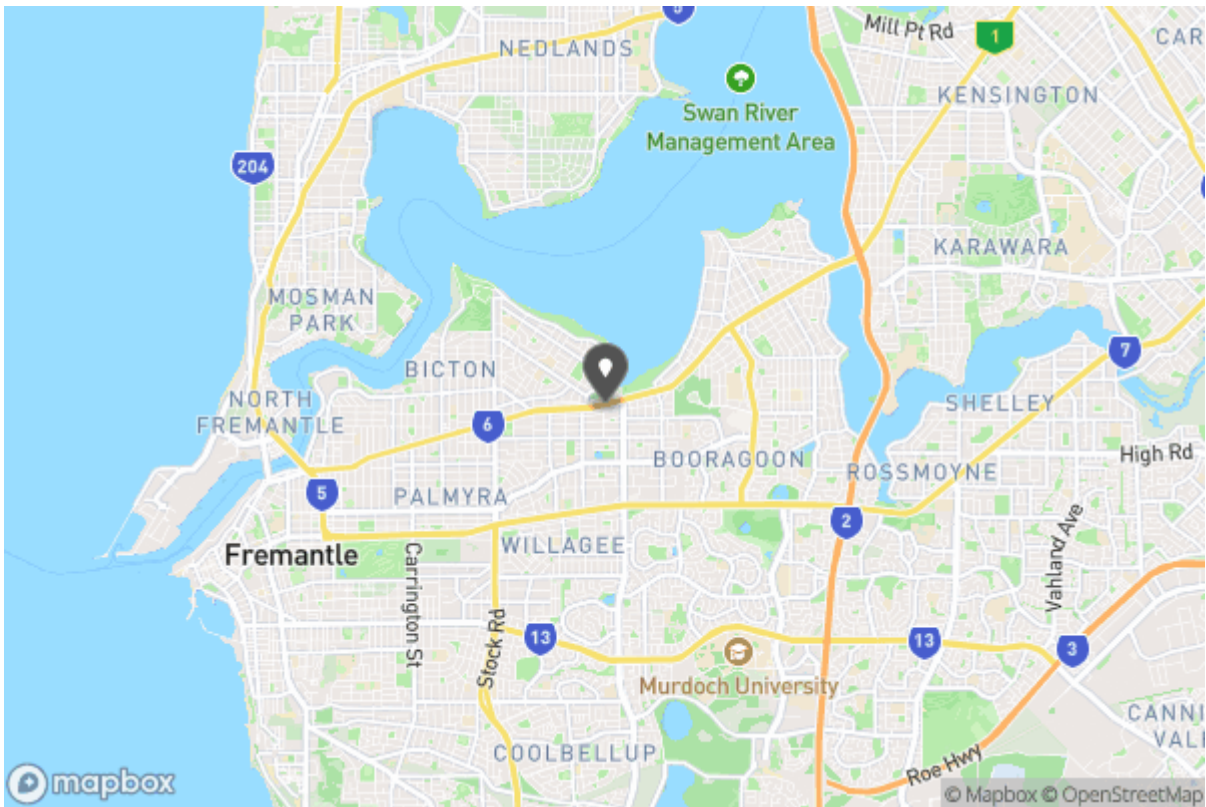 5
Mill Pt Rd
NEDLANDS
1
CAR
Swan River
Management Area
KENSINGTON
204
KARAWARA
MOSMAN
PARK
7
BICTON
NORTH
FREMANTLE
6
SHELLEY
BOORAGOON
ROSSMOYNE
High Rd
5
PALMYRA
2
Fremantle
WILLAGEE
Carrington St
Vahland Ave
Stock Rd
13
13
3
Murdoch University
CANNI
VAL
COOLBELLUP
Roe Hwy
mapbox
© Mapbox © OpenStreetMap